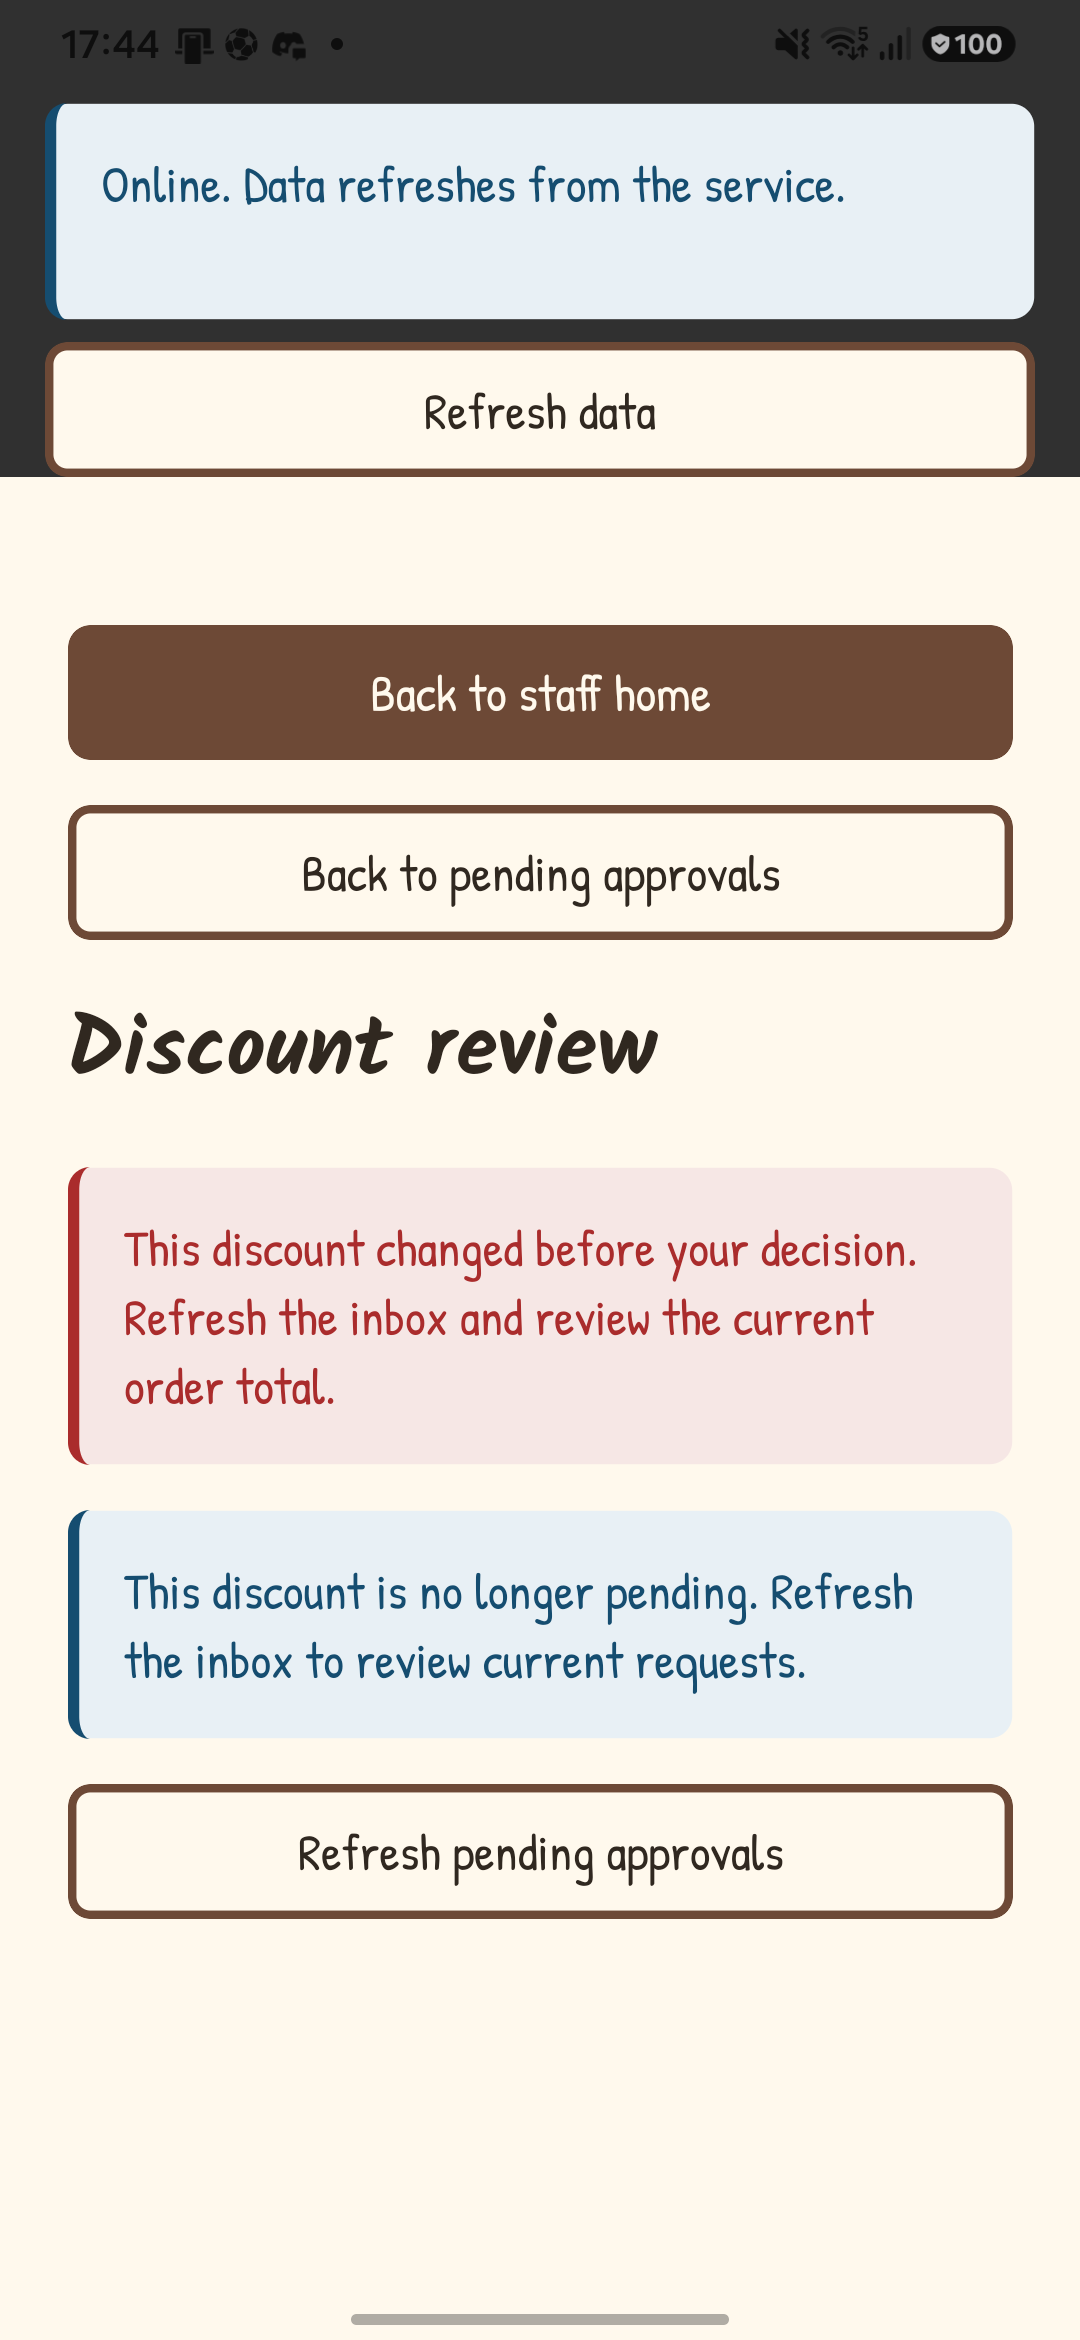 17:44
5
100
Online. Data refreshes from the service.
Refresh data
Back to staff home
Back to pending approvals
Discount review
This discount changed before your decision.
Refresh the inbox and review the current
order total.
This discount is no longer pending. Refresh
the inbox to review current requests.
Refresh pending approvals